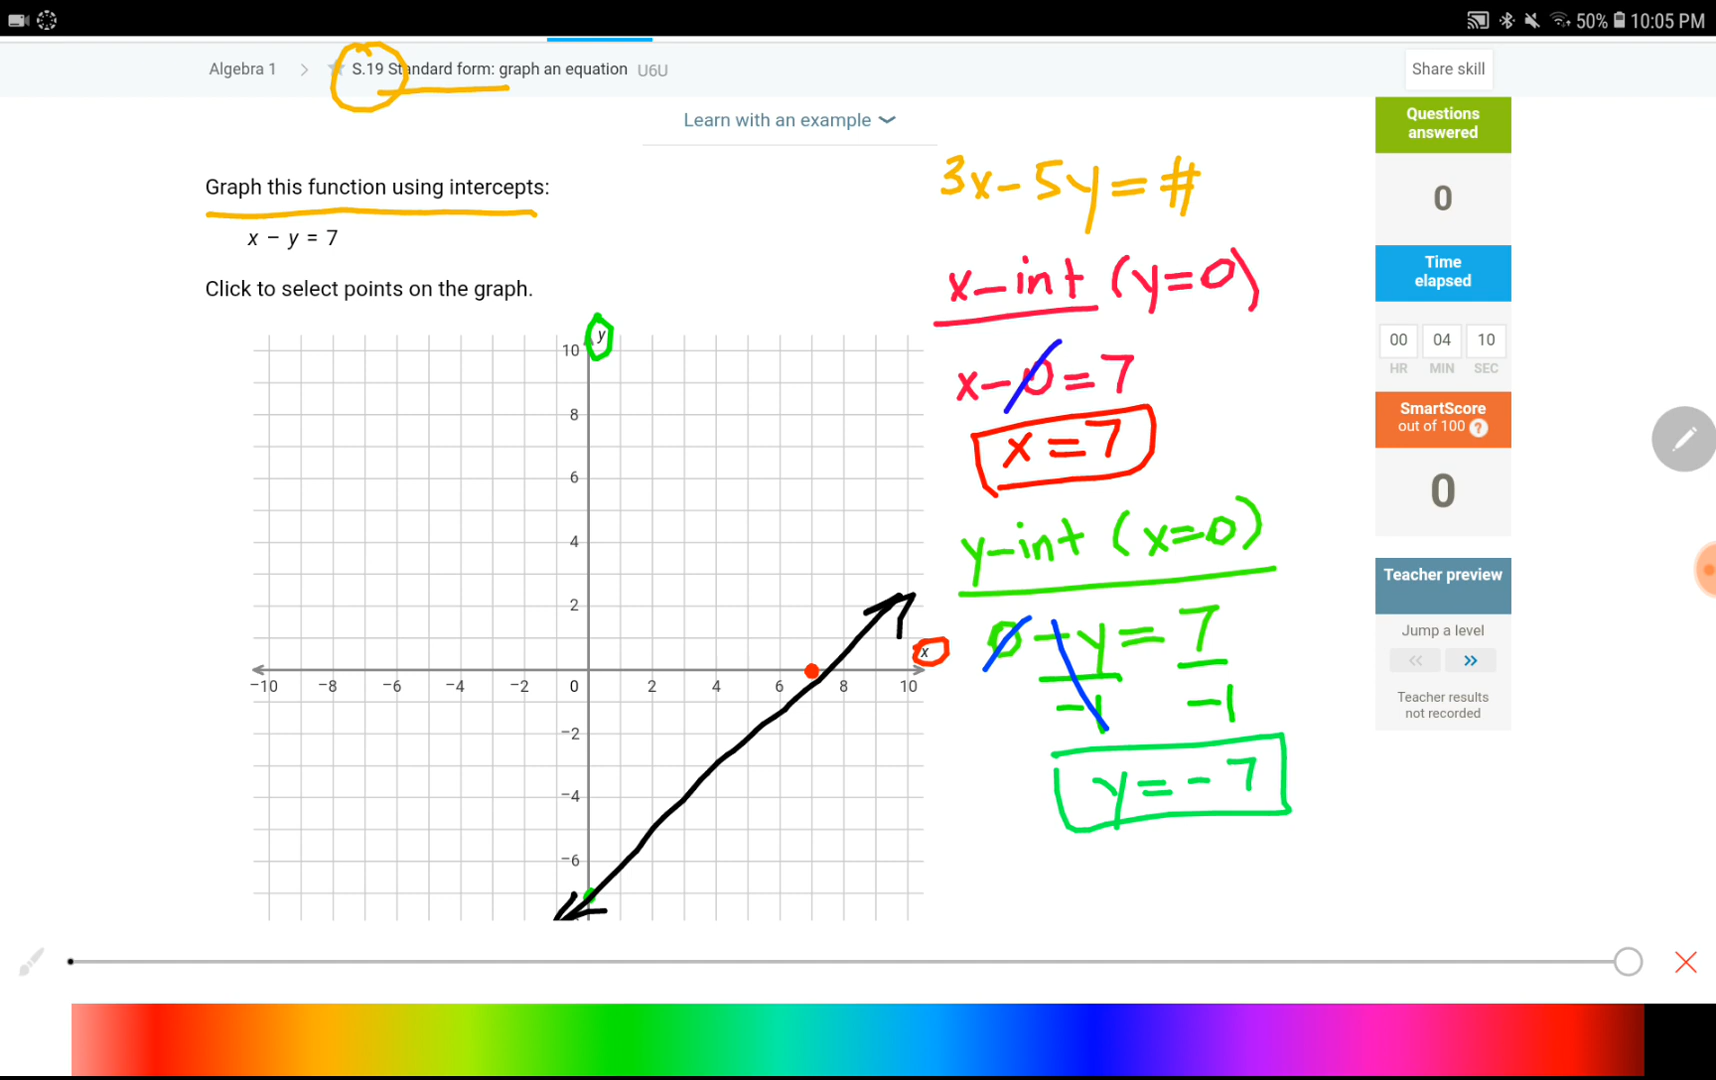 50% 10:05 PM
Algebra 1 > S.19 Standard form: graph an equation U6U
Share skill
Learn with an example
Graph this function using intercepts:
x − y = 7
Click to select points on the graph.
3x − 5y = #
x-int (y=0)
x − 0 = 7
x = 7
y-int (x=0)
0 − y = 7
−1 −1
y = −7
y
10
8
6
4
2
x
−10 −8 −6 −4 −2 0 2 4 6 8 10
−2
−4
−6
Questions
answered
0
Time
elapsed
00 04 10
HR MIN SEC
SmartScore
out of 100 ?
0
Teacher preview
Jump a level
<< >>
Teacher results
not recorded